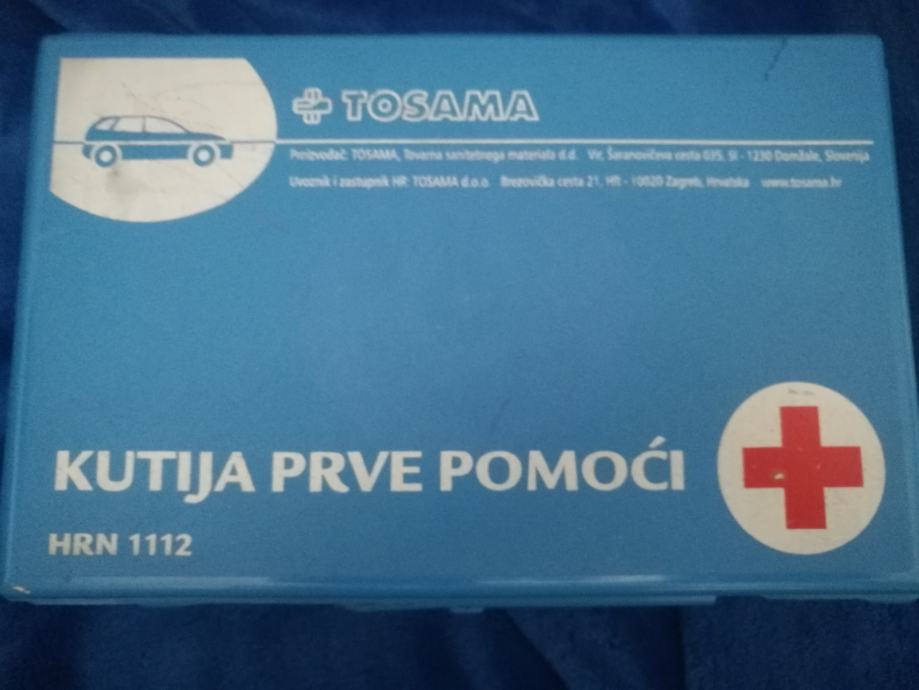 TOSAMA
Proizvođač: TOSAMA, Tovarna sanitetnega materiala d.d. Vir, Šaranovičeva cesta 035, SI - 1230 Domžale, Slovenija
Uvoznik i zastupnik HR: TOSAMA d.o.o. Brezovička cesta 21, HR - 10020 Zagreb, Hrvatska www.tosama.hr
KUTIJA PRVE POMOĆI
HRN 1112